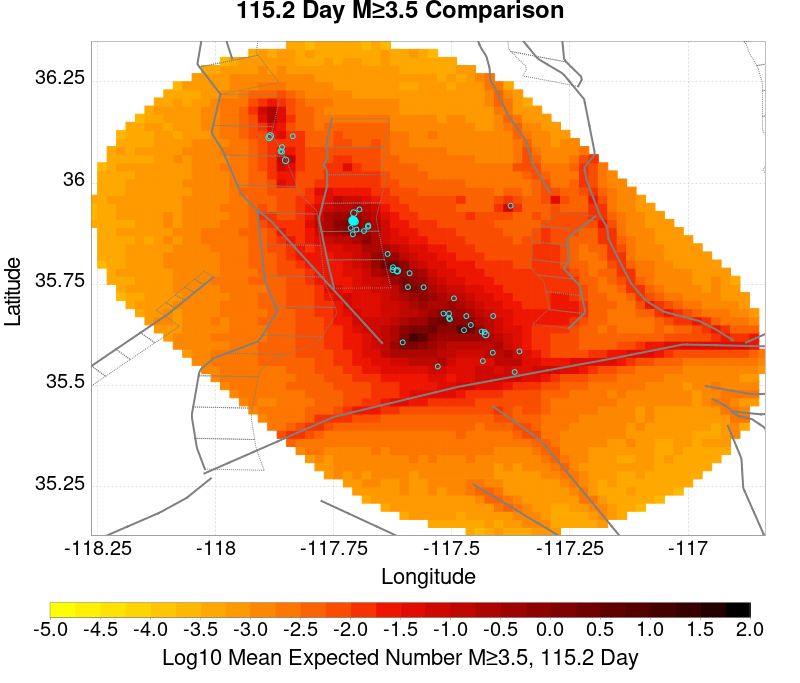 115.2 Day M≥3.5 Comparison
36.25
36
35.75
35.5
35.25
Latitude
-118.25 -118 -117.75 -117.5 -117.25 -117
Longitude
-5.0 -4.5 -4.0 -3.5 -3.0 -2.5 -2.0 -1.5 -1.0 -0.5 0.0 0.5 1.0 1.5 2.0
Log10 Mean Expected Number M≥3.5, 115.2 Day